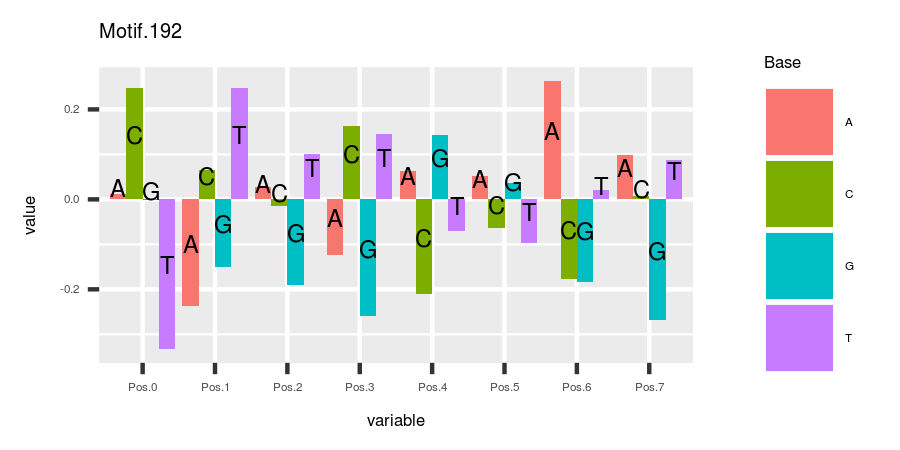 Motif.192
value
0.2
0.0
-0.2
A C G T A C G T A C G T A C G T A C G T A C G T A C G T A C G T
Pos.0 Pos.1 Pos.2 Pos.3 Pos.4 Pos.5 Pos.6 Pos.7
variable
Base
A
C
G
T